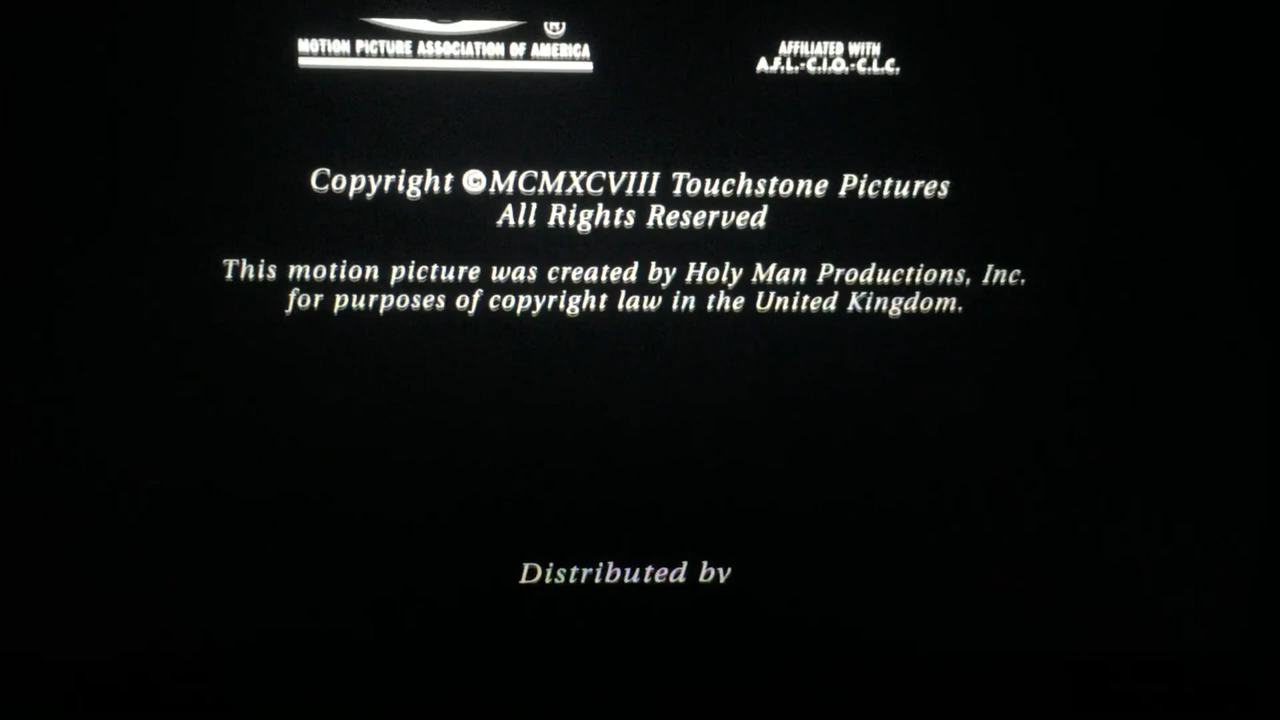 MOTION PICTURE ASSOCIATION OF AMERICA
®
AFFILIATED WITH
A.F.L.-C.I.O.-C.L.C.
Copyright ©MCMXCVIII Touchstone Pictures
All Rights Reserved
This motion picture was created by Holy Man Productions, Inc.
for purposes of copyright law in the United Kingdom.
Distributed by